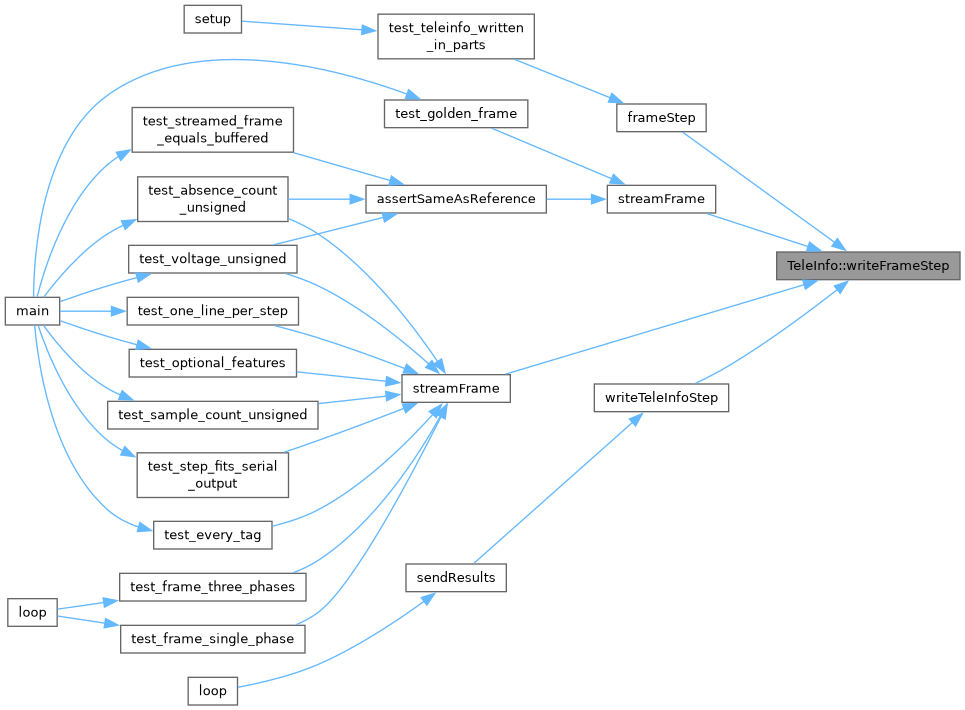 setup
test_teleinfo_written
_in_parts
test_golden_frame
frameStep
test_streamed_frame
_equals_buffered
test_absence_count
_unsigned
assertSameAsReference
streamFrame
test_voltage_unsigned
TeleInfo::writeFrameStep
main
test_one_line_per_step
test_optional_features
streamFrame
writeTeleInfoStep
test_sample_count_unsigned
test_step_fits_serial
_output
test_every_tag
sendResults
test_frame_three_phases
loop
test_frame_single_phase
loop